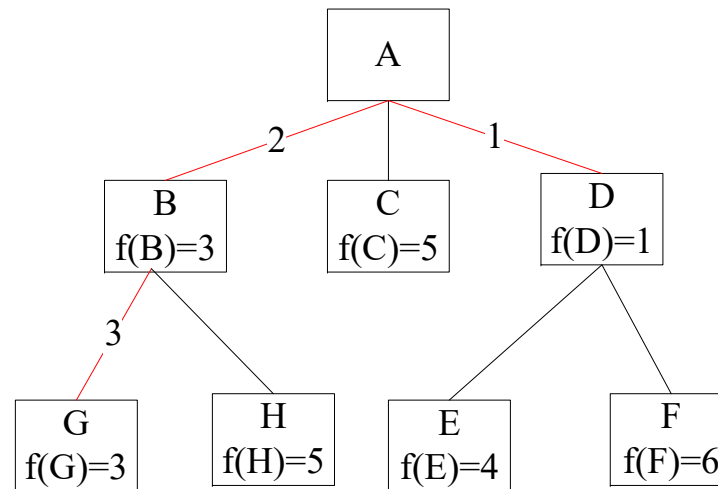 A
2
1
B
f(B)=3
C
f(C)=5
D
f(D)=1
3
G
f(G)=3
H
f(H)=5
E
f(E)=4
F
f(F)=6